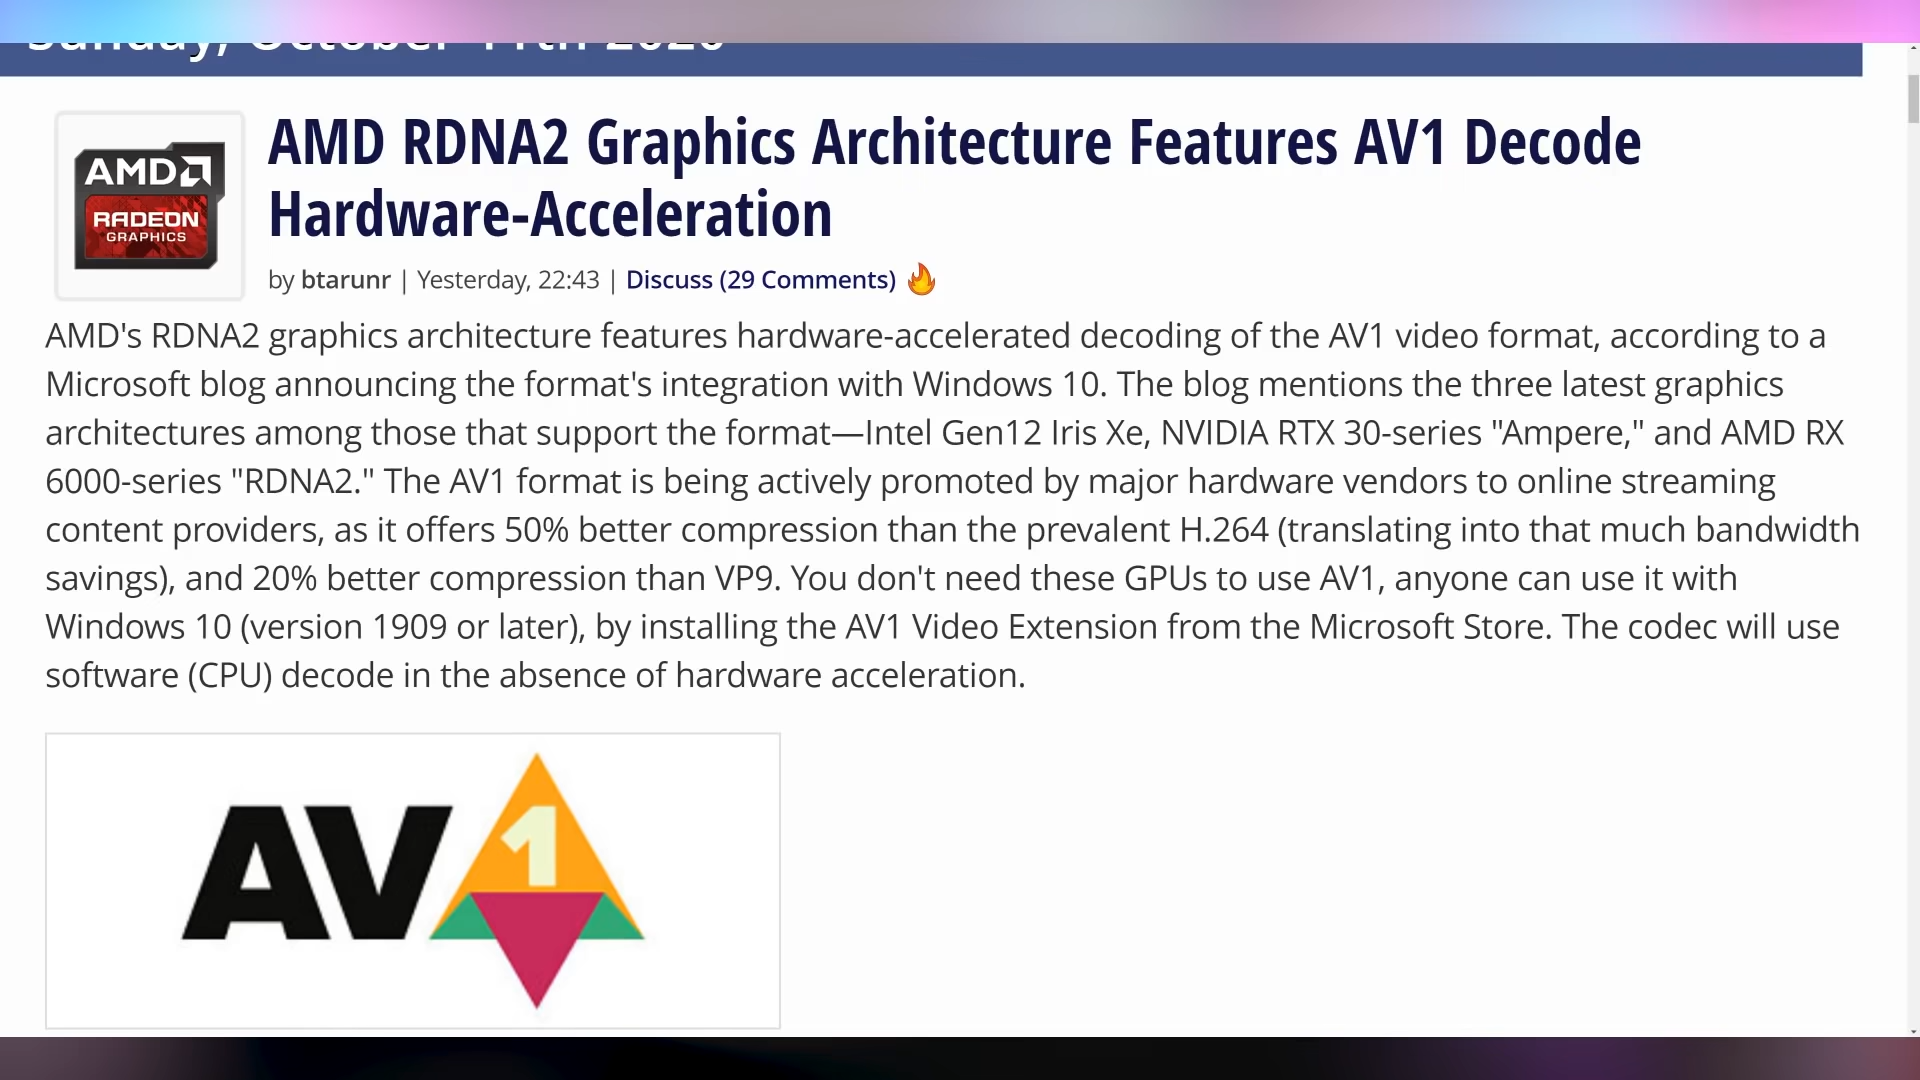 Sunday, October 11th 2020
AMD RDNA2 Graphics Architecture Features AV1 Decode
Hardware-Acceleration
AMD
RADEON
GRAPHICS
by btarunr | Yesterday, 22:43 | Discuss (29 Comments)
AMD's RDNA2 graphics architecture features hardware-accelerated decoding of the AV1 video format, according to a
Microsoft blog announcing the format's integration with Windows 10. The blog mentions the three latest graphics
architectures among those that support the format—Intel Gen12 Iris Xe, NVIDIA RTX 30-series "Ampere," and AMD RX
6000-series "RDNA2." The AV1 format is being actively promoted by major hardware vendors to online streaming
content providers, as it offers 50% better compression than the prevalent H.264 (translating into that much bandwidth
savings), and 20% better compression than VP9. You don't need these GPUs to use AV1, anyone can use it with
Windows 10 (version 1909 or later), by installing the AV1 Video Extension from the Microsoft Store. The codec will use
software (CPU) decode in the absence of hardware acceleration.
AV1